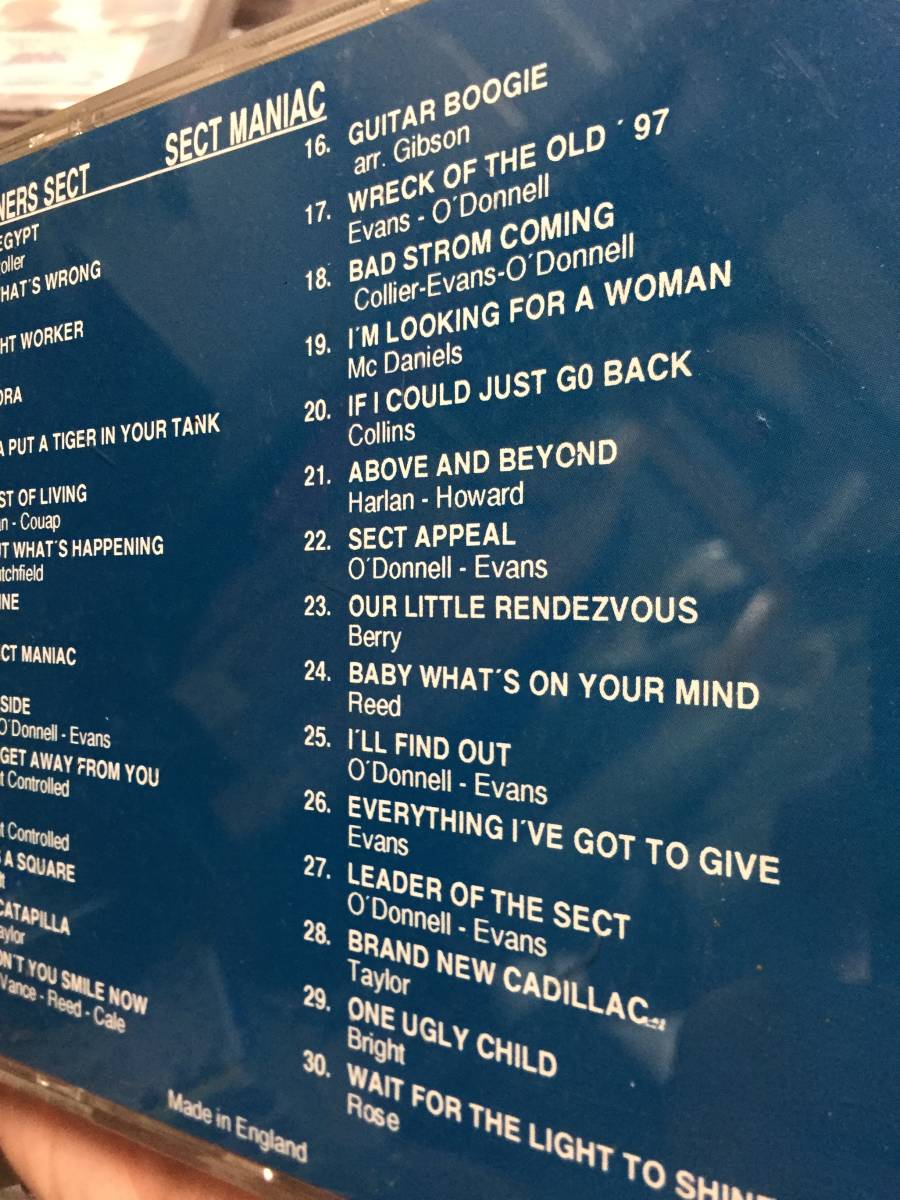 NERS SECT SECT MANIAC
EGYPT
oller
HAT´S WRONG
HT WORKER
ORA
A PUT A TIGER IN YOUR TANK
ST OF LIVING
n - Couap
T WHAT´S HAPPENING
tchfield
INE
CT MANIAC
SIDE
O´Donnell - Evans
GET AWAY FROM YOU
t Controlled
t Controlled
A SQUARE
CATAPILLA
aylor
N´T YOU SMILE NOW
Vance - Reed - Cale
16. GUITAR BOOGIE
arr. Gibson
17. WRECK OF THE OLD ´ 97
Evans - O´Donnell
18. BAD STROM COMING
Collier-Evans-O´Donnell
19. I´M LOOKING FOR A WOMAN
Mc Daniels
20. IF I COULD JUST GO BACK
Collins
21. ABOVE AND BEYOND
Harlan - Howard
22. SECT APPEAL
O´Donnell - Evans
23. OUR LITTLE RENDEZVOUS
Berry
24. BABY WHAT´S ON YOUR MIND
Reed
25. I´LL FIND OUT
O´Donnell - Evans
26. EVERYTHING I´VE GOT TO GIVE
Evans
27. LEADER OF THE SECT
O´Donnell - Evans
28. BRAND NEW CADILLAC
Taylor
29. ONE UGLY CHILD
Bright
30. WAIT FOR THE LIGHT TO SHINE
Rose
Made in England